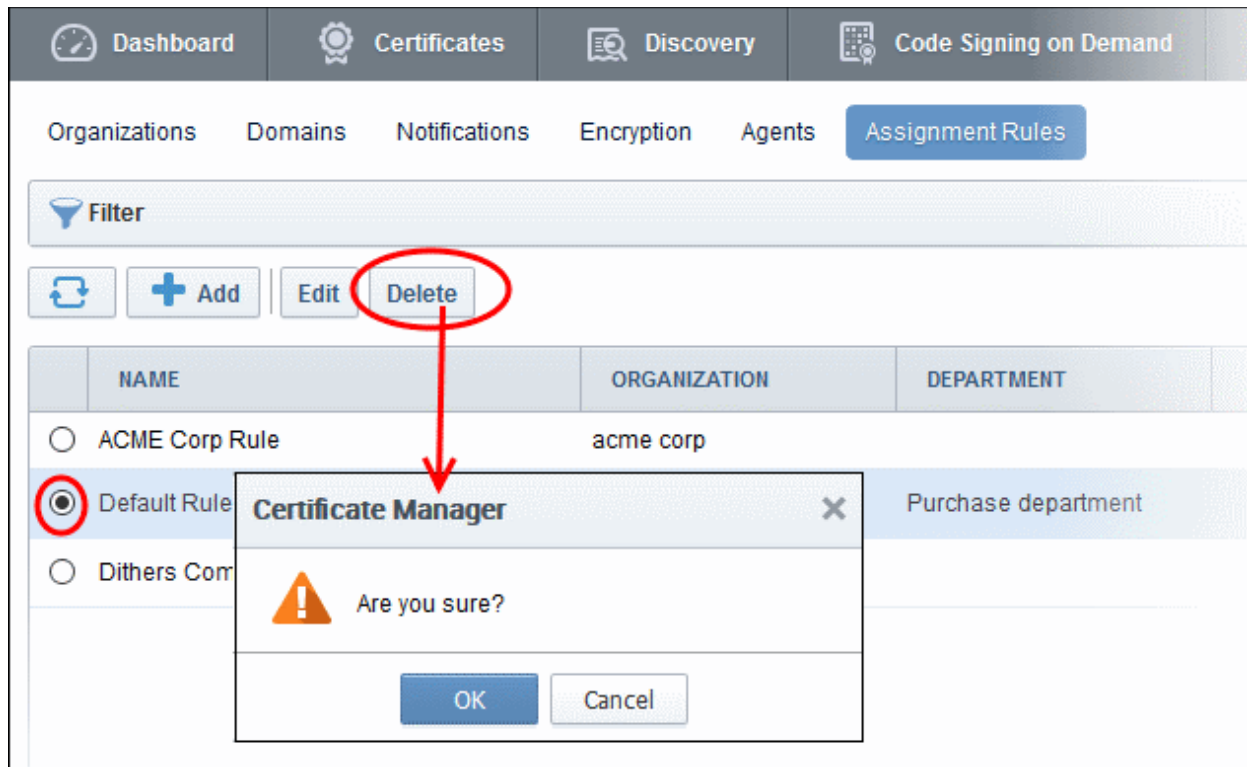 Dashboard Certificates Discovery Code Signing on Demand
Organizations Domains Notifications Encryption Agents Assignment Rules
Filter
Add Edit Delete
NAME ORGANIZATION DEPARTMENT
ACME Corp Rule acme corp
Default Rule Purchase department
Certificate Manager
Dithers Com
Are you sure?
OK Cancel